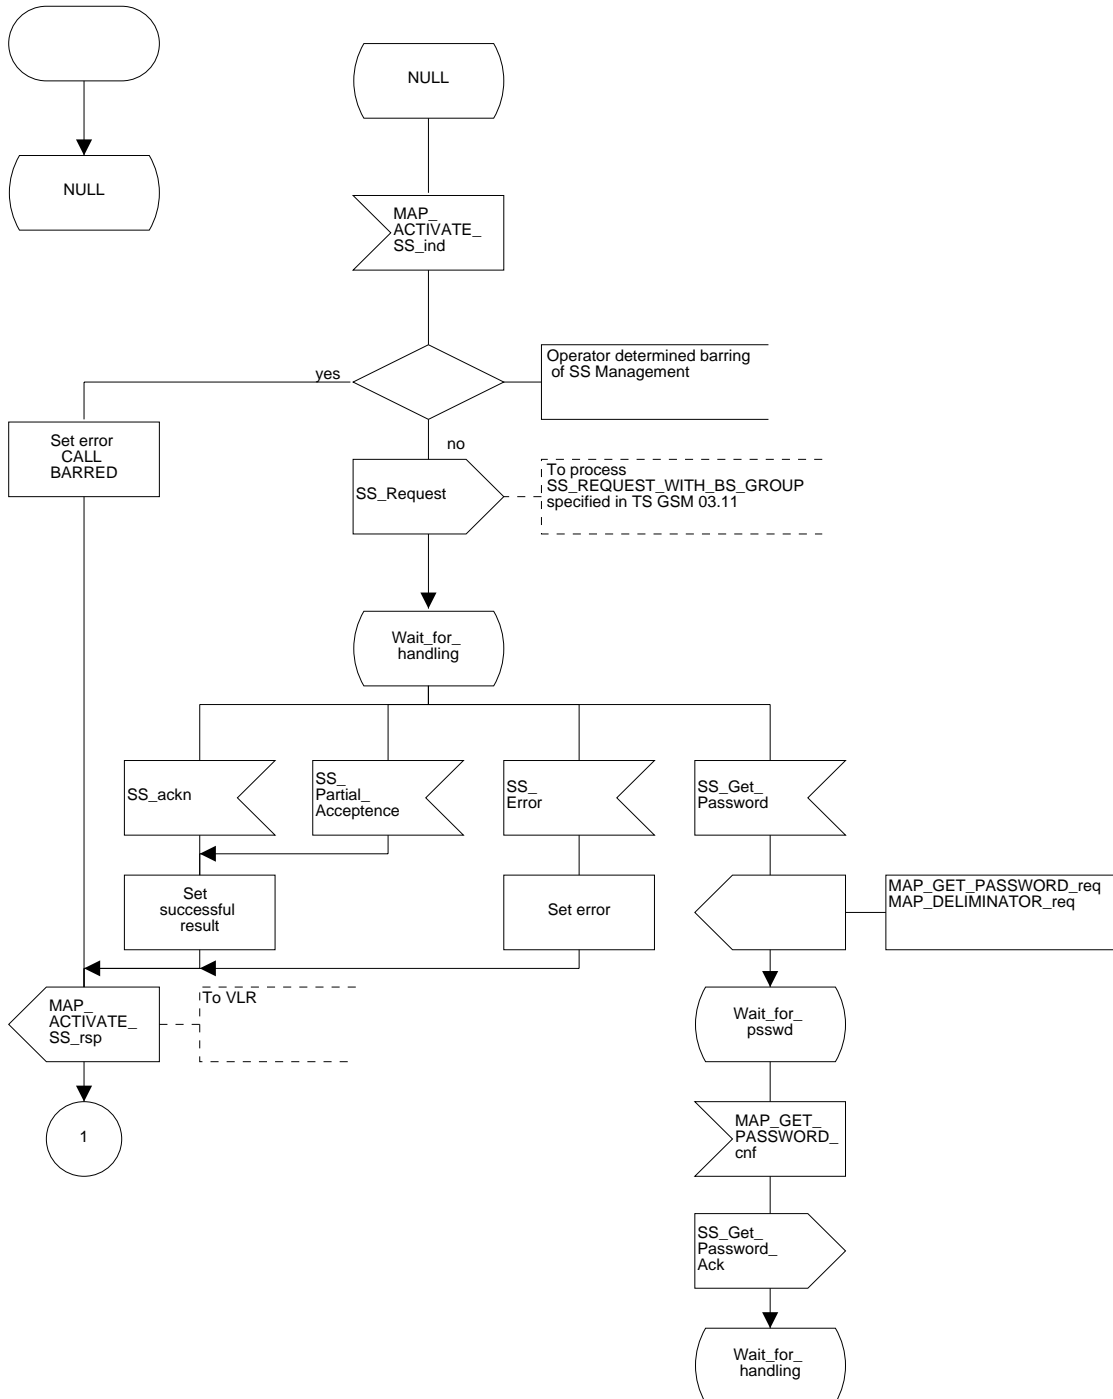 NULL
NULL
MAP_
ACTIVATE_
SS_ind
Operator determined barring
of SS Management
yes
no
Set error
CALL
BARRED
SS_Request
To process
SS_REQUEST_WITH_BS_GROUP
specified in TS GSM 03.11
Wait_for_
handling
SS_ackn
SS_
Partial_
Acceptence
SS_
Error
SS_Get_
Password
Set
successful
result
Set error
MAP_GET_PASSWORD_req
MAP_DELIMINATOR_req
MAP_
ACTIVATE_
SS_rsp
To VLR
Wait_for_
psswd
1
MAP_GET_
PASSWORD_
cnf
SS_Get_
Password_
Ack
Wait_for_
handling